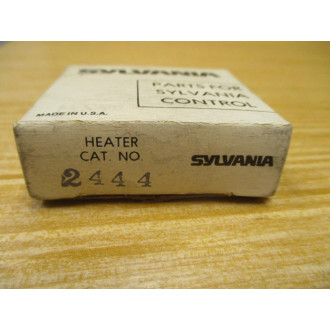 SYLVANIA
PARTS FOR
SYLVANIA
CONTROL
MADE IN U.S.A.
HEATER
CAT. NO.
SYLVANIA
2444